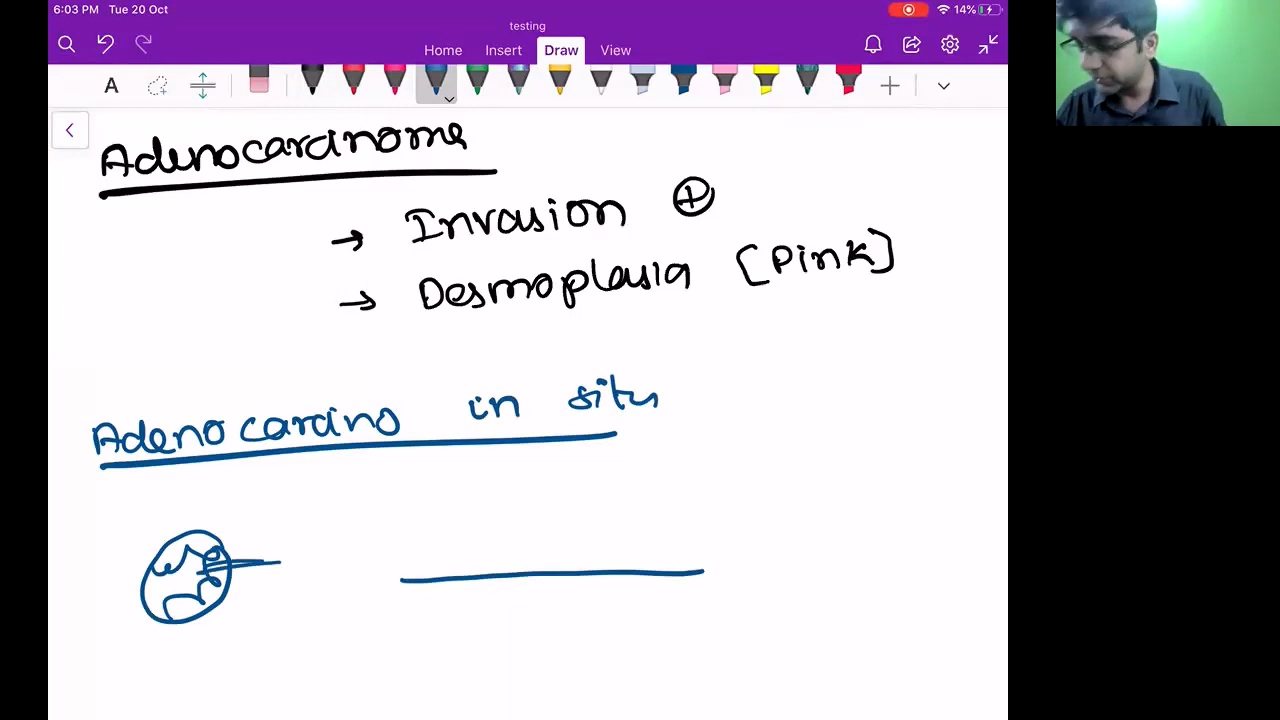 6:03 PM Tue 20 Oct 14%
testing
Home Insert Draw View
A
Adenocarcinoma
→ Invasion ⊕
→ Desmoplasia [Pink]
Adeno carcino in situ